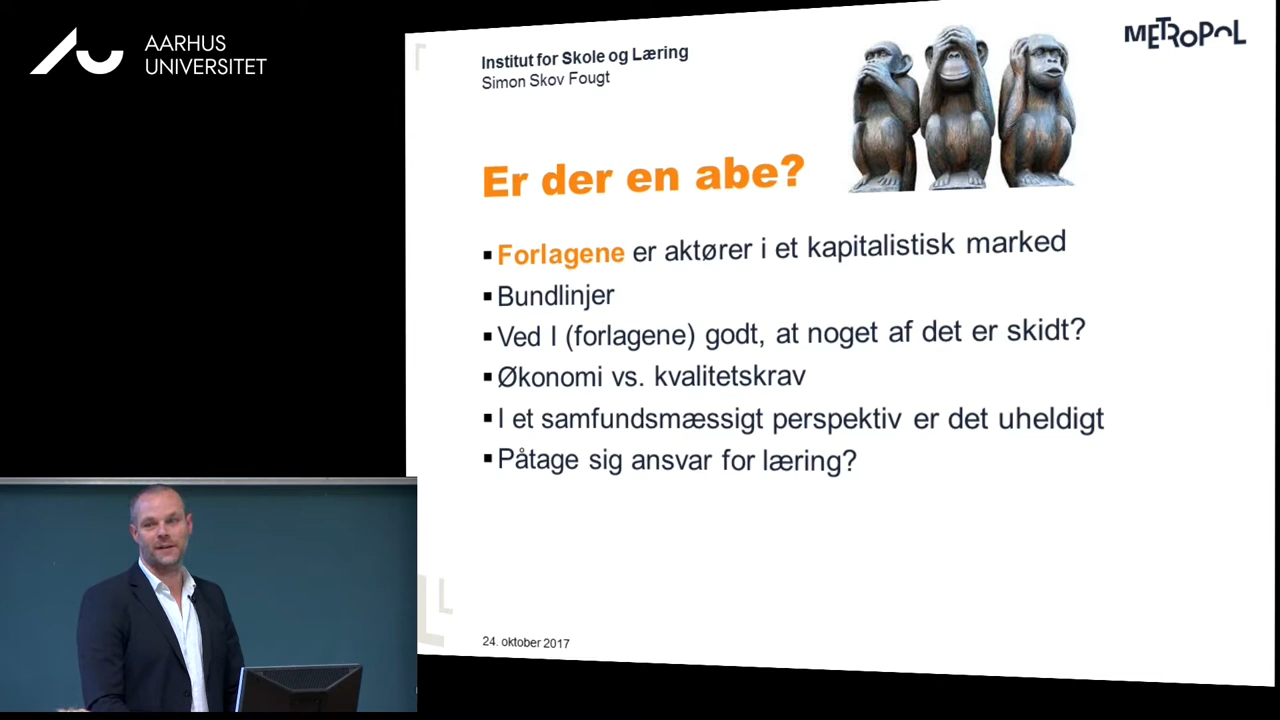 AARHUS
UNIVERSITET
Institut for Skole og Læring
Simon Skov Fougt
METROPOL
Er der en abe?
Forlagene er aktører i et kapitalistisk marked
Bundlinjer
Ved I (forlagene) godt, at noget af det er skidt?
Økonomi vs. kvalitetskrav
I et samfundsmæssigt perspektiv er det uheldigt
Påtage sig ansvar for læring?
24. oktober 2017